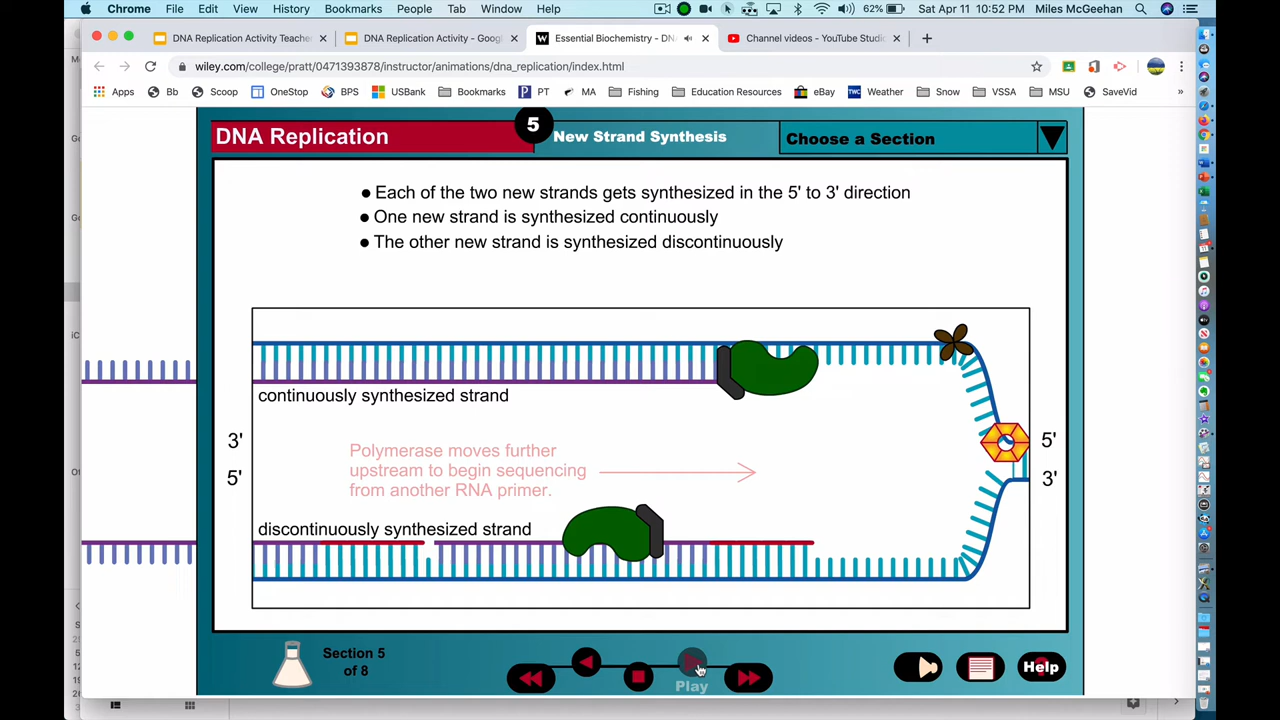 Chrome File Edit View History Bookmarks People Tab Window Help 62% Sat Apr 11 10:52 PM Miles McGeehan
DNA Replication Activity Teache DNA Replication Activity - Goog Essential Biochemistry - DN Channel videos - YouTube Studi
wiley.com/college/pratt/0471393878/instructor/animations/dna_replication/index.html
Apps Bb Scoop OneStop BPS USBank Bookmarks PT MA Fishing Education Resources eBay Weather Snow VSSA MSU SaveVid »
DNA Replication 5 New Strand Synthesis Choose a Section
● Each of the two new strands gets synthesized in the 5' to 3' direction
● One new strand is synthesized continuously
● The other new strand is synthesized discontinuously
continuously synthesized strand
3' 5'
Polymerase moves further
upstream to begin sequencing
from another RNA primer.
5' 3'
discontinuously synthesized strand
Section 5
of 8
Play
Help